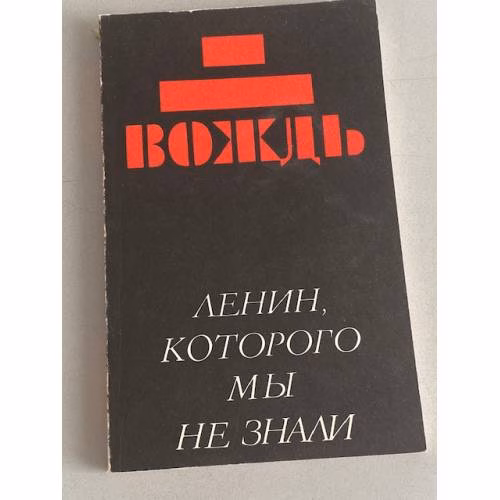 ВОЖДЬ
ЛЕНИН,
КОТОРОГО
МЫ
НЕ ЗНАЛИ